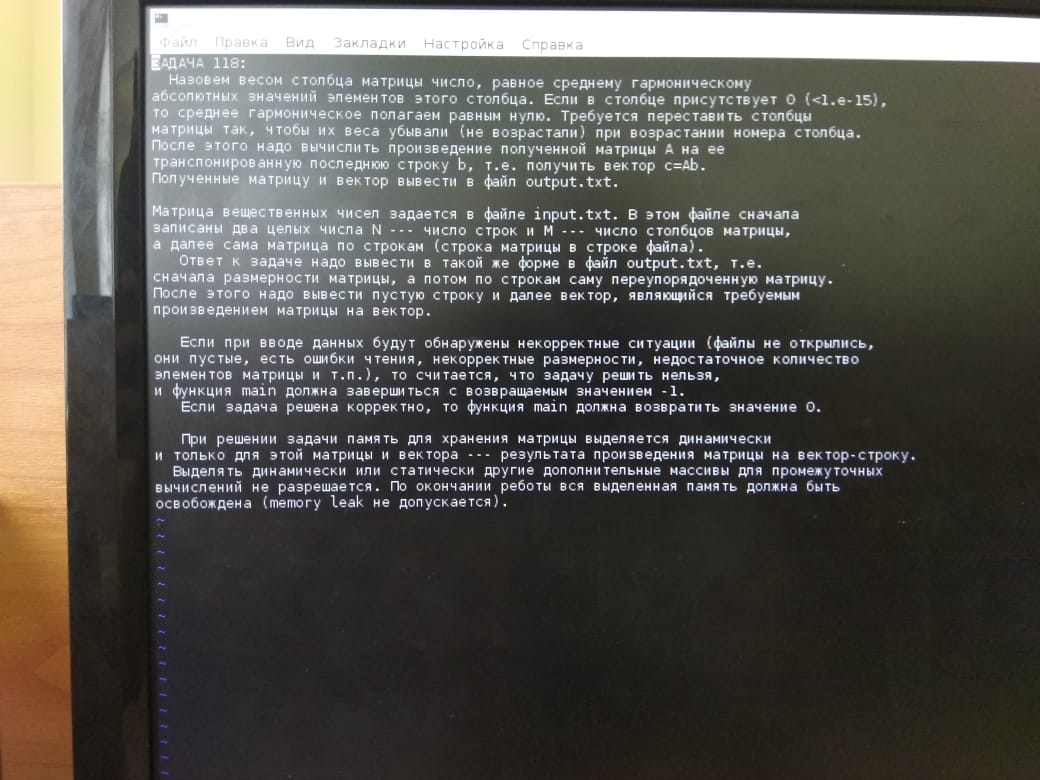 Файл Правка Вид Закладки Настройка Справка
ЗАДАЧА 118:
Назовем весом столбца матрицы число, равное среднему гармоническому
абсолютных значений элементов этого столбца. Если в столбце присутствует 0 (<1.e-15),
то среднее гармоническое полагаем равным нулю. Требуется переставить столбцы
матрицы так, чтобы их веса убывали (не возрастали) при возрастании номера столбца.
После этого надо вычислить произведение полученной матрицы А на ее
транспонированную последнюю строку b, т.е. получить вектор c=Ab.
Полученные матрицу и вектор вывести в файл output.txt.
Матрица вещественных чисел задается в файле input.txt. В этом файле сначала
записаны два целых числа N --- число строк и M --- число столбцов матрицы,
а далее сама матрица по строкам (строка матрицы в строке файла).
Ответ к задаче надо вывести в такой же форме в файл output.txt, т.е.
сначала размерности матрицы, а потом по строкам саму переупорядоченную матрицу.
После этого надо вывести пустую строку и далее вектор, являющийся требуемым
произведением матрицы на вектор.
Если при вводе данных будут обнаружены некорректные ситуации (файлы не открылись,
они пустые, есть ошибки чтения, некорректные размерности, недостаточное количество
элементов матрицы и т.п.), то считается, что задачу решить нельзя,
и функция main должна завершиться с возвращаемым значением -1.
Если задача решена корректно, то функция main должна возвратить значение 0.
При решении задачи память для хранения матрицы выделяется динамически
и только для этой матрицы и вектора --- результата произведения матрицы на вектор-строку.
Выделять динамически или статически другие дополнительные массивы для промежуточных
вычислений не разрешается. По окончании реботы вся выделенная память должна быть
освобождена (memory leak не допускается).